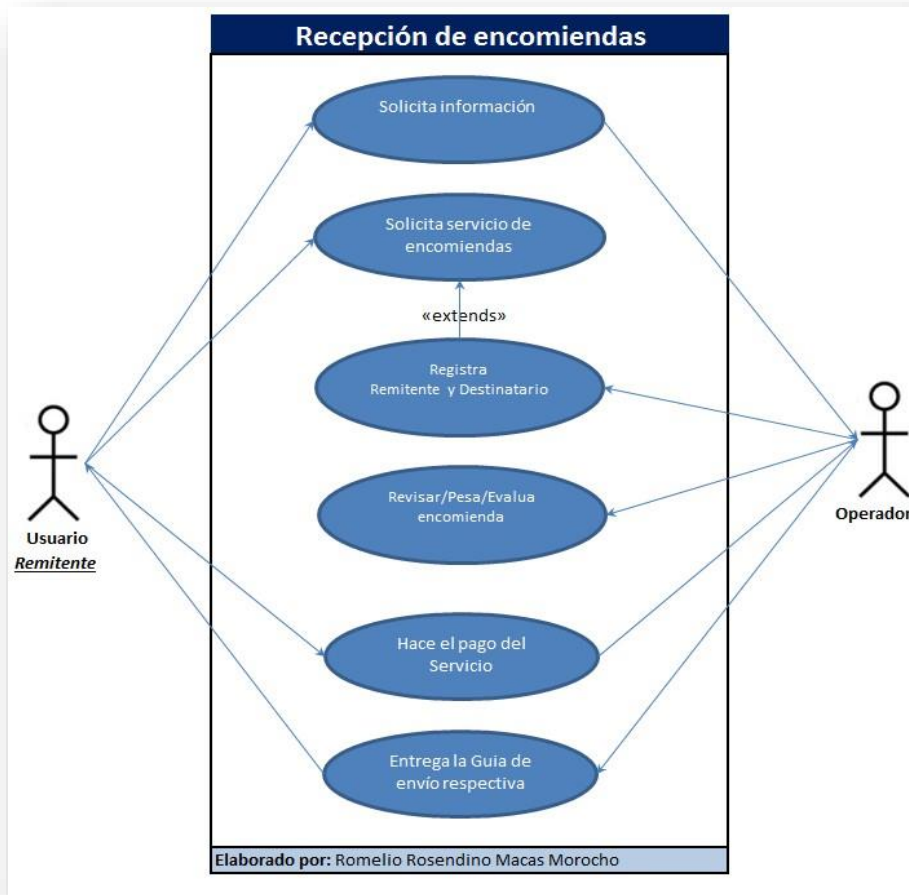 Recepción de encomiendas
Solicita información
Solicita servicio de
encomiendas
«extends»
Registra
Remitente y Destinatario
Revisar/Pesa/Evalua
encomienda
Usuario
Remitente
Operador
Hace el pago del
Servicio
Entrega la Guia de
envío respectiva
Elaborado por: Romelio Rosendino Macas Morocho